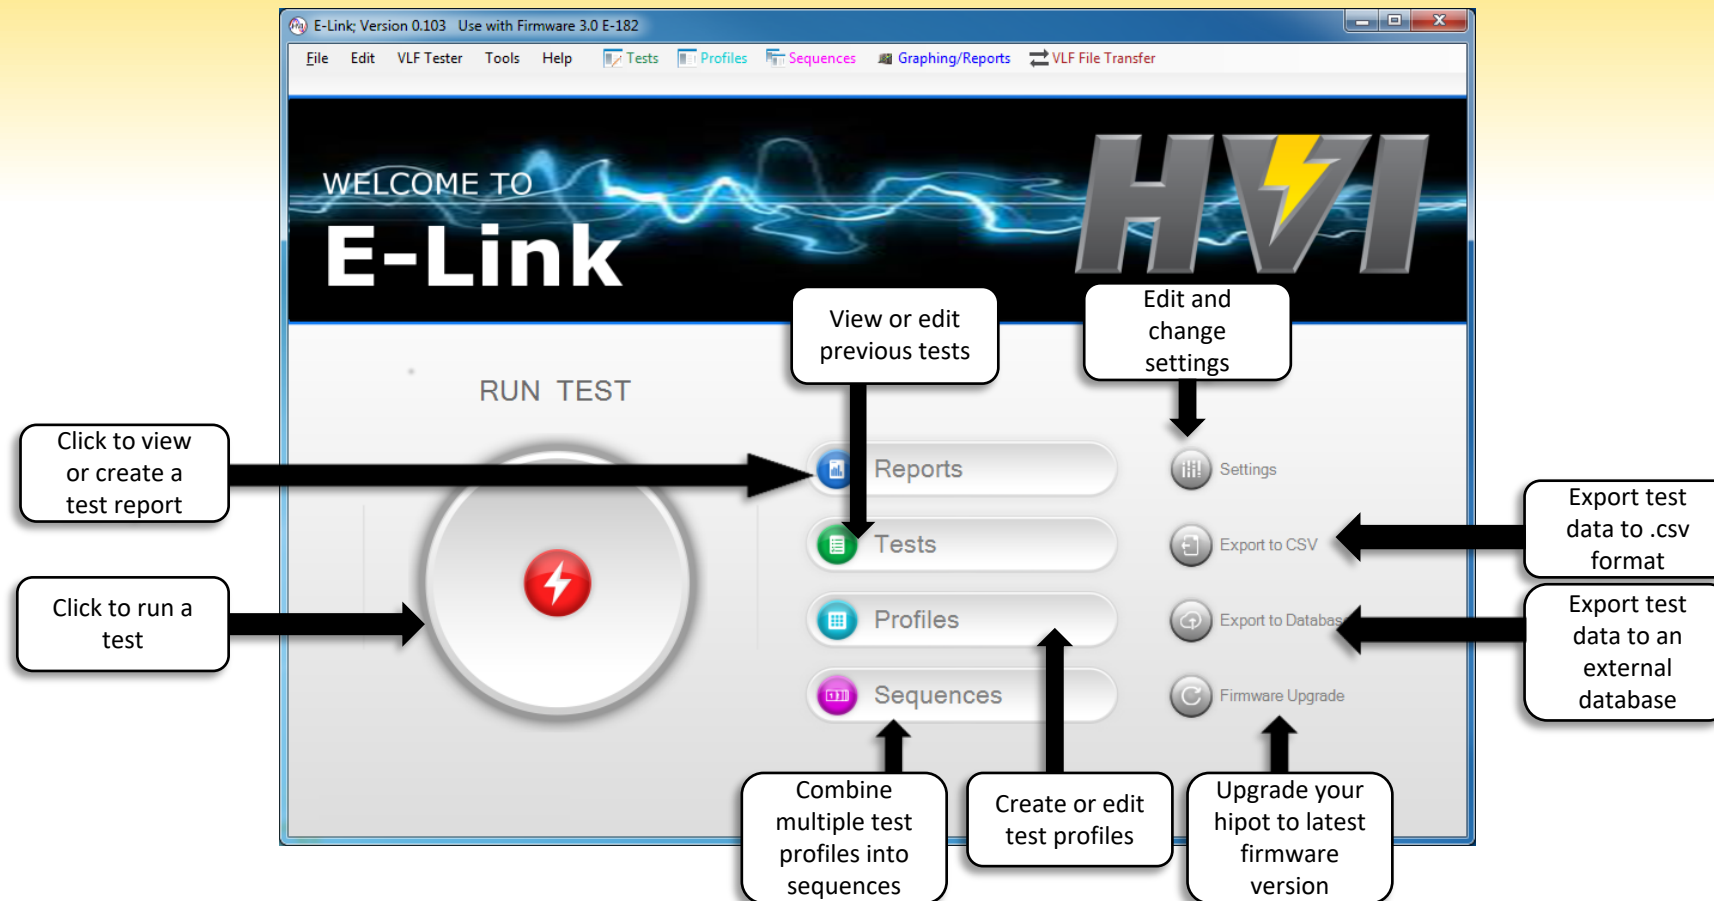 E-Link; Version 0.103   Use with Firmware 3.0 E-182
File Edit VLF Tester Tools Help Tests Profiles Sequences Graphing/Reports VLF File Transfer
WELCOME TO
E-Link
HVI
View or edit
previous tests
Edit and
change
settings
RUN TEST
Click to view
or create a
test report
Reports
Settings
Export test
data to .csv
format
Tests
Export to CSV
Click to run a
test
Profiles
Export to Databas
Export test
data to an
external
database
Sequences
Firmware Upgrade
Combine
multiple test
profiles into
sequences
Create or edit
test profiles
Upgrade your
hipot to latest
firmware
version